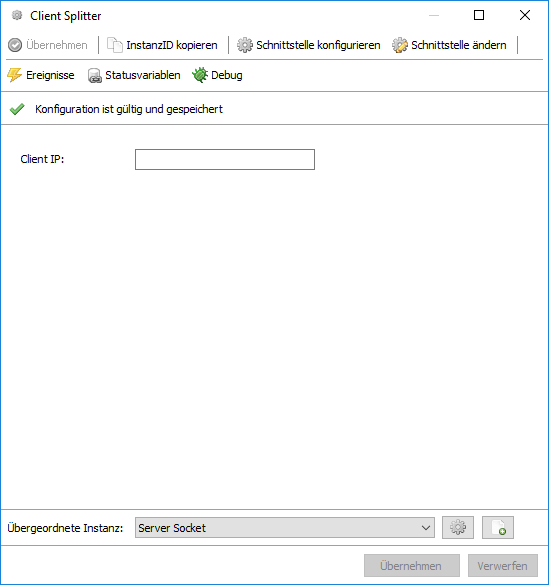 Client Splitter
Übernehmen InstanzID kopieren Schnittstelle konfigurieren Schnittstelle ändern
Ereignisse Statusvariablen Debug
Konfiguration ist gültig und gespeichert
Client IP:
Übergeordnete Instanz: Server Socket
Übernehmen Verwerfen